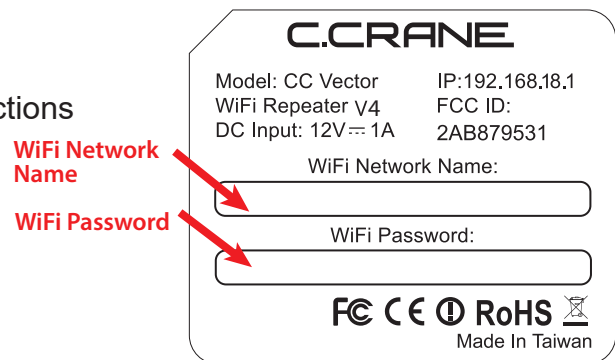 C.CRANE
Model: CC Vector
WiFi Repeater V4
DC Input: 12V⎓1A
IP:192.168.18.1
FCC ID:
2AB879531
ctions
WiFi Network
Name
WiFi Network Name:
WiFi Password
WiFi Password:
FC CE RoHS
Made In Taiwan